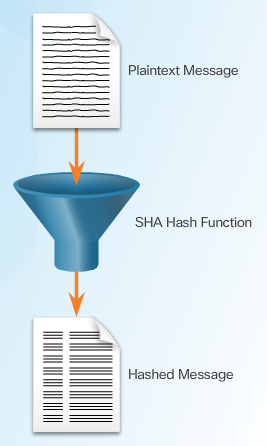 Plaintext Message
SHA Hash Function
Hashed Message